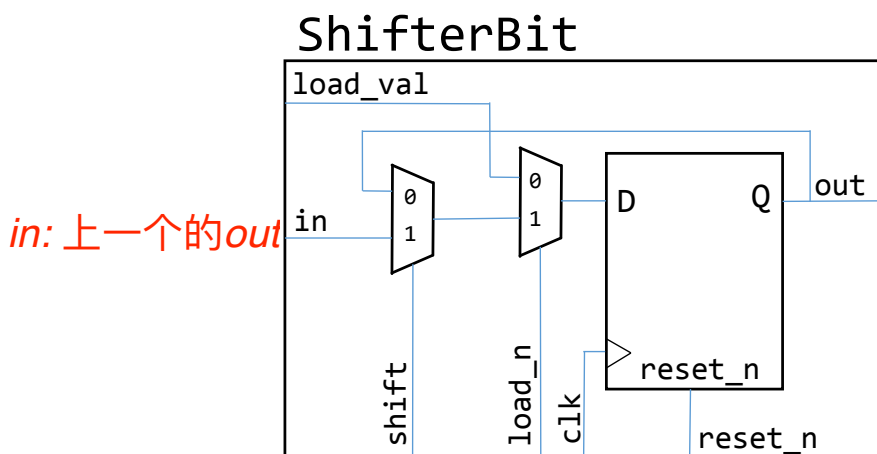 ShifterBit
load_val
in: 上一个的out
in
0
1
0
1
D
Q
out
shift
load_n
clk
reset_n
reset_n